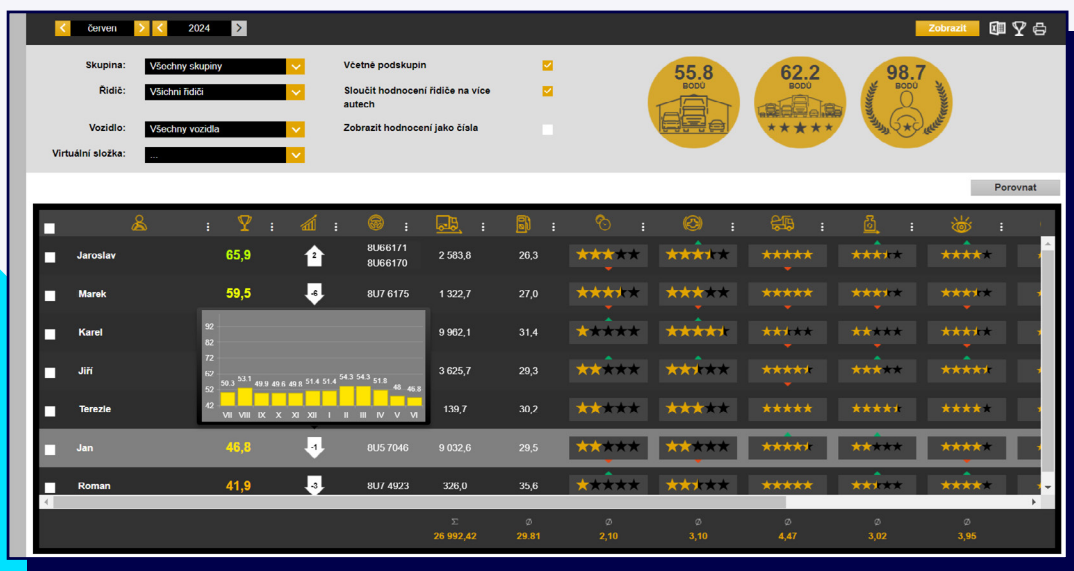 červen 2024 Zobrazit
Skupina: Všochny skupiny
Řidič: Všichni řidiči
Vozidlo: Všechny vozidla
Virtuální složka: ...
Včetně podskupin
Sloučit hodnocení řidiče na více
autech
Zobrazit hodnocení jako čísla
55.8
BODŮ
62.2
BODŮ
98.7
BODŮ
Porovnat
Jaroslav 65,9 2 8U66171 2 583,8 26,3
8U66170
Marek 59,5 -6 8U7 6175 1 322,7 27,0
Karel 9 962,1 31,4
Jiří 3 625,7 29,3
Terezie 139,7 30,2
92
82
72
62
52
42
50.3 53.1 49.9 49.6 49.8 51.4 51.4 54.3 54.3 51.8 48 46.8
VII VIII IX X XI XII I II III IV V VI
Jan 46,8 -1 8U5 7046 9 032,6 29,5
Roman 41,9 -3 8U7 4923 326,0 35,6
Σ Ø Ø Ø Ø Ø Ø
26 992,42 29.81 2,10 3,10 4,47 3,02 3,95